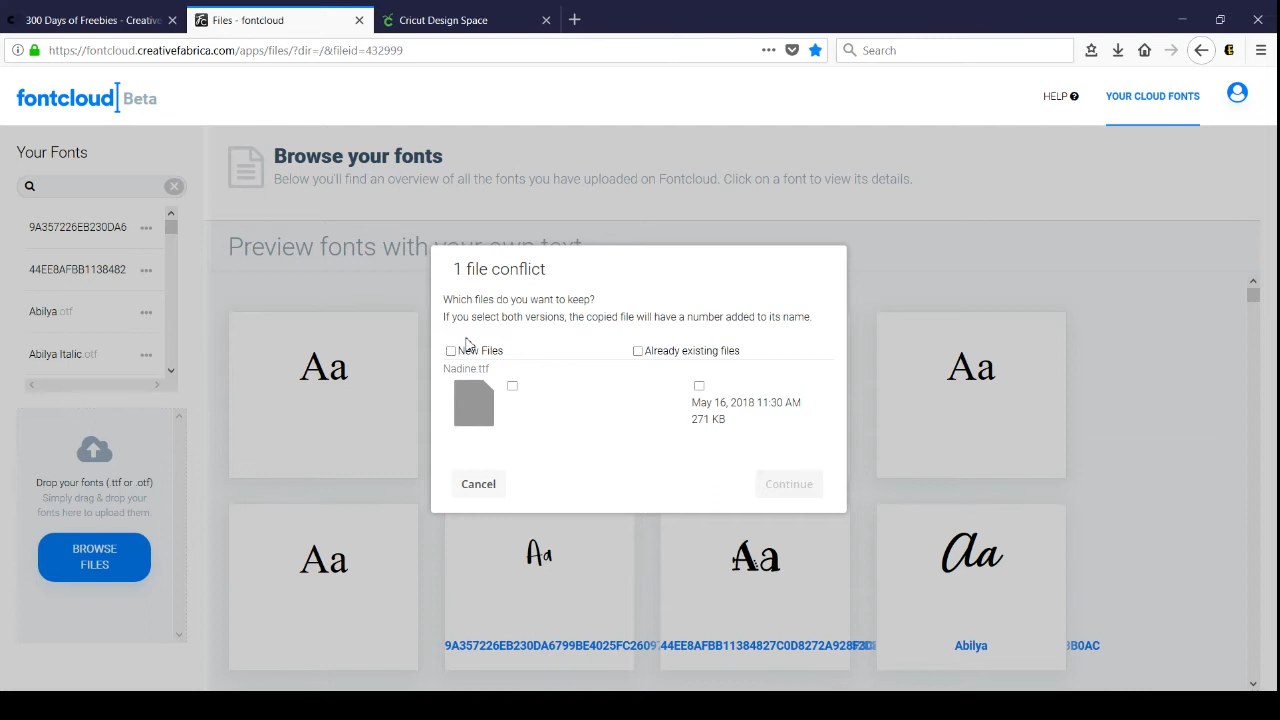 300 Days of Freebies - Creative
Files - fontcloud
Cricut Design Space
https://fontcloud.creativefabrica.com/apps/files/?dir=/&fileid=432999
Search
fontcloud Beta
HELP
YOUR CLOUD FONTS
Your Fonts
Browse your fonts
Below you'll find an overview of all the fonts you have uploaded on Fontcloud. Click on a font to view its details.
9A357226EB230DA6
44EE8AFBB1138482
Abilya.otf
Abilya Italic.otf
Preview fonts with your own text
1 file conflict
Which files do you want to keep?
If you select both versions, the copied file will have a number added to its name.
New Files
Already existing files
Nadine.ttf
May 16, 2018 11:30 AM
271 KB
Cancel
Continue
Drop your fonts (.ttf or .otf)
Simply drag & drop your
fonts here to upload them.
BROWSE
FILES
Aa
Aa
Aa
Aa
Aa
Aa
9A357226EB230DA6799BE4025FC2609
44EE8AFBB11384827C0D8272A928
Abilya
3B0AC